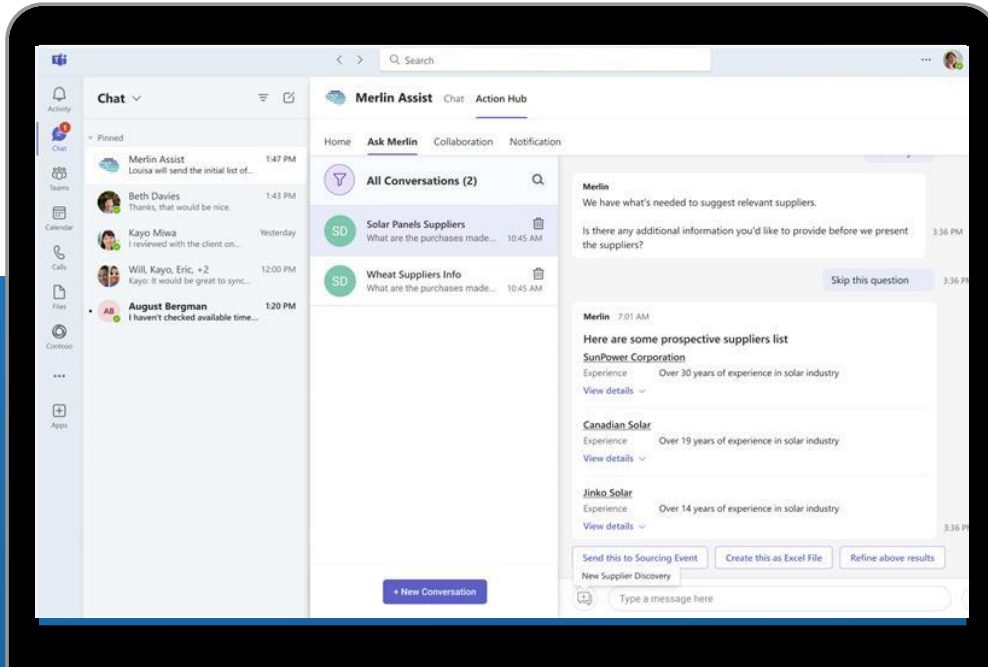 Search
...
Activity
Chat
1
Teams
Calendar
Calls
Files
Contoso
...
Apps
Chat
Pinned
Merlin Assist 1:47 PM
Louisa will send the initial list of...
Beth Davies 1:43 PM
Thanks, that would be nice.
Kayo Miwa Yesterday
I reviewed with the client on...
Will, Kayo, Eric, +2 12:00 PM
Kayo: It would be great to sync...
AB
August Bergman 1:20 PM
I haven't checked available time...
Merlin Assist Chat Action Hub
Home Ask Merlin Collaboration Notification
All Conversations (2)
SD
Solar Panels Suppliers
What are the purchases made... 10:45 AM
SD
Wheat Suppliers Info
What are the purchases made... 10:45 AM
+ New Conversation
Merlin
We have what's needed to suggest relevant suppliers.
Is there any additional information you'd like to provide before we present 3:36 PM
the suppliers?
Skip this question 3:36 PM
Merlin 7:01 AM
Here are some prospective suppliers list
SunPower Corporation
Experience Over 30 years of experience in solar industry
View details
Canadian Solar
Experience Over 19 years of experience in solar industry
View details
Jinko Solar
Experience Over 14 years of experience in solar industry
View details 3:36 PM
Send this to Sourcing Event Create this as Excel File Refine above results
New Supplier Discovery
Type a message here